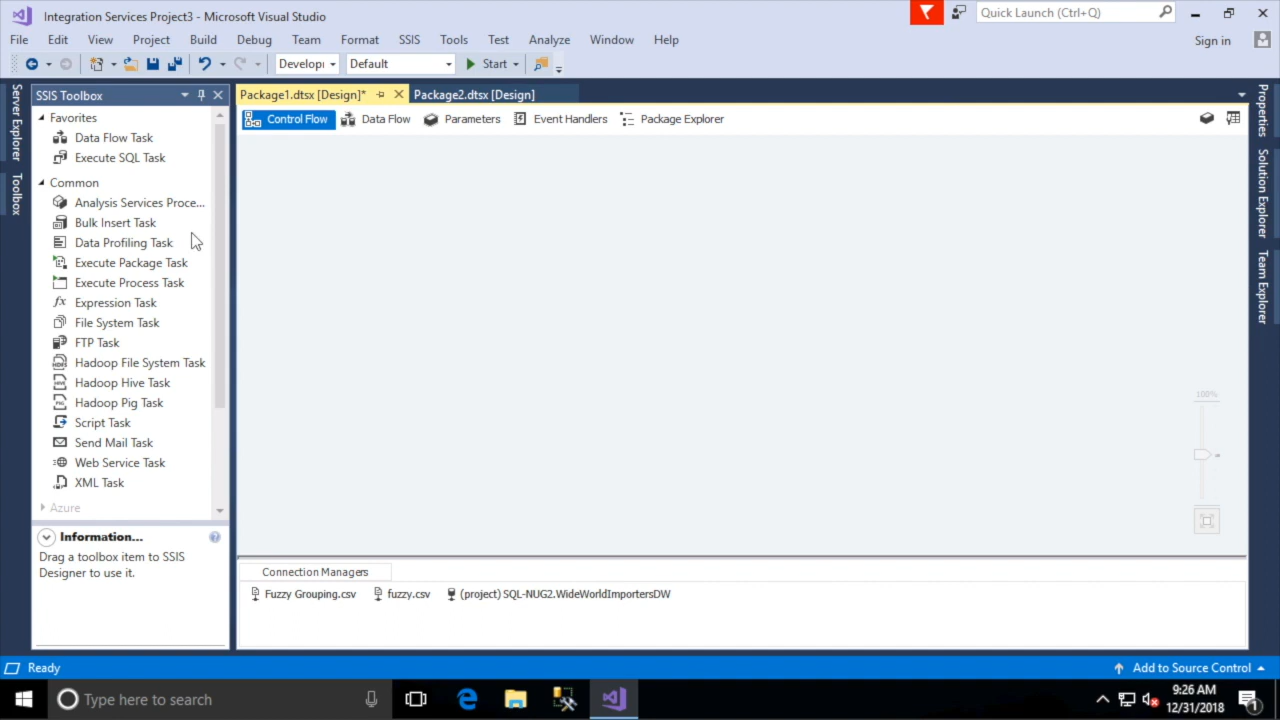 Integration Services Project3 - Microsoft Visual Studio
Quick Launch (Ctrl+Q)
File Edit View Project Build Debug Team Format SSIS Tools Test Analyze Window Help
Sign in
Developi Default Start
Server Explorer
Toolbox
SSIS Toolbox
Favorites
Data Flow Task
Execute SQL Task
Common
Analysis Services Proce...
Bulk Insert Task
Data Profiling Task
Execute Package Task
Execute Process Task
Expression Task
File System Task
FTP Task
Hadoop File System Task
Hadoop Hive Task
Hadoop Pig Task
Script Task
Send Mail Task
Web Service Task
XML Task
Azure
Information...
Drag a toolbox item to SSIS
Designer to use it.
Package1.dtsx [Design]* Package2.dtsx [Design]
Control Flow Data Flow Parameters Event Handlers Package Explorer
100%
Connection Managers
Fuzzy Grouping.csv fuzzy.csv (project) SQL-NUG2.WideWorldImportersDW
Properties
Solution Explorer
Team Explorer
Ready
Add to Source Control
Type here to search
9:26 AM
12/31/2018
1